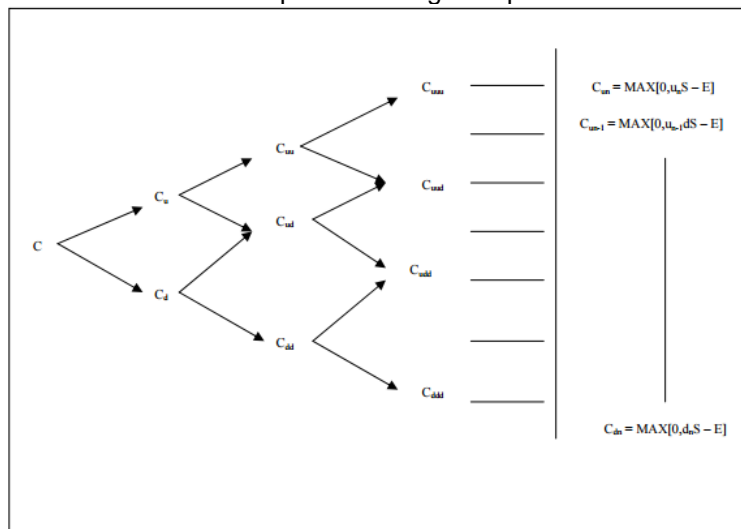 C
Cu
Cd
Cuu
Cud
Cdd
Cuuu
Cuud
Cudd
Cddd
Cun = MAX[0,unS – E]
Cun-1 = MAX[0,un-1dS – E]
Cdn = MAX[0,dnS – E]